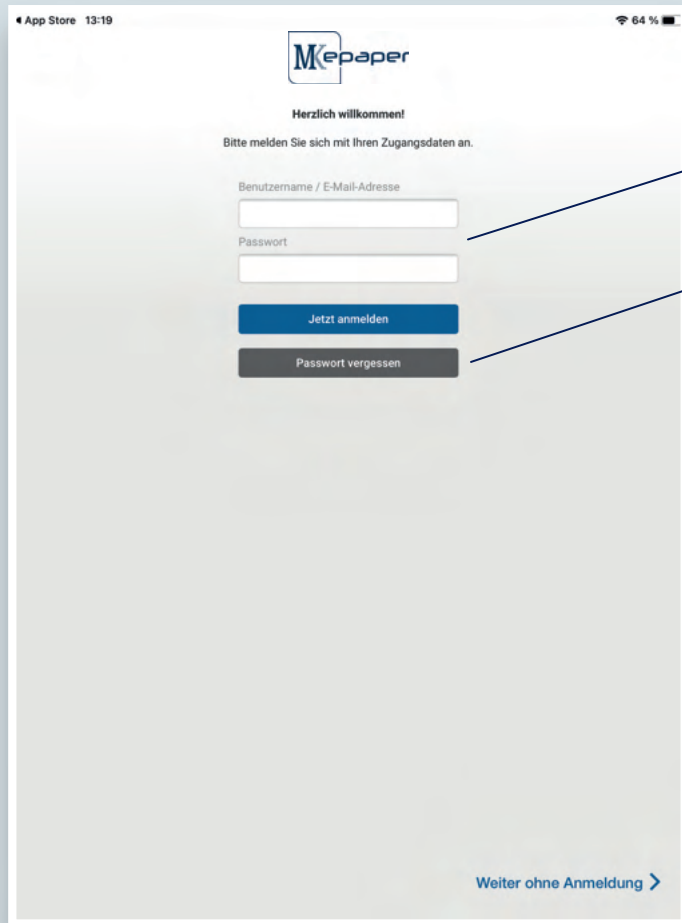 App Store 13:19
64 %
MKepaper
Herzlich willkommen!
Bitte melden Sie sich mit Ihren Zugangsdaten an.
Benutzername / E-Mail-Adresse
Passwort
Jetzt anmelden
Passwort vergessen
Weiter ohne Anmeldung